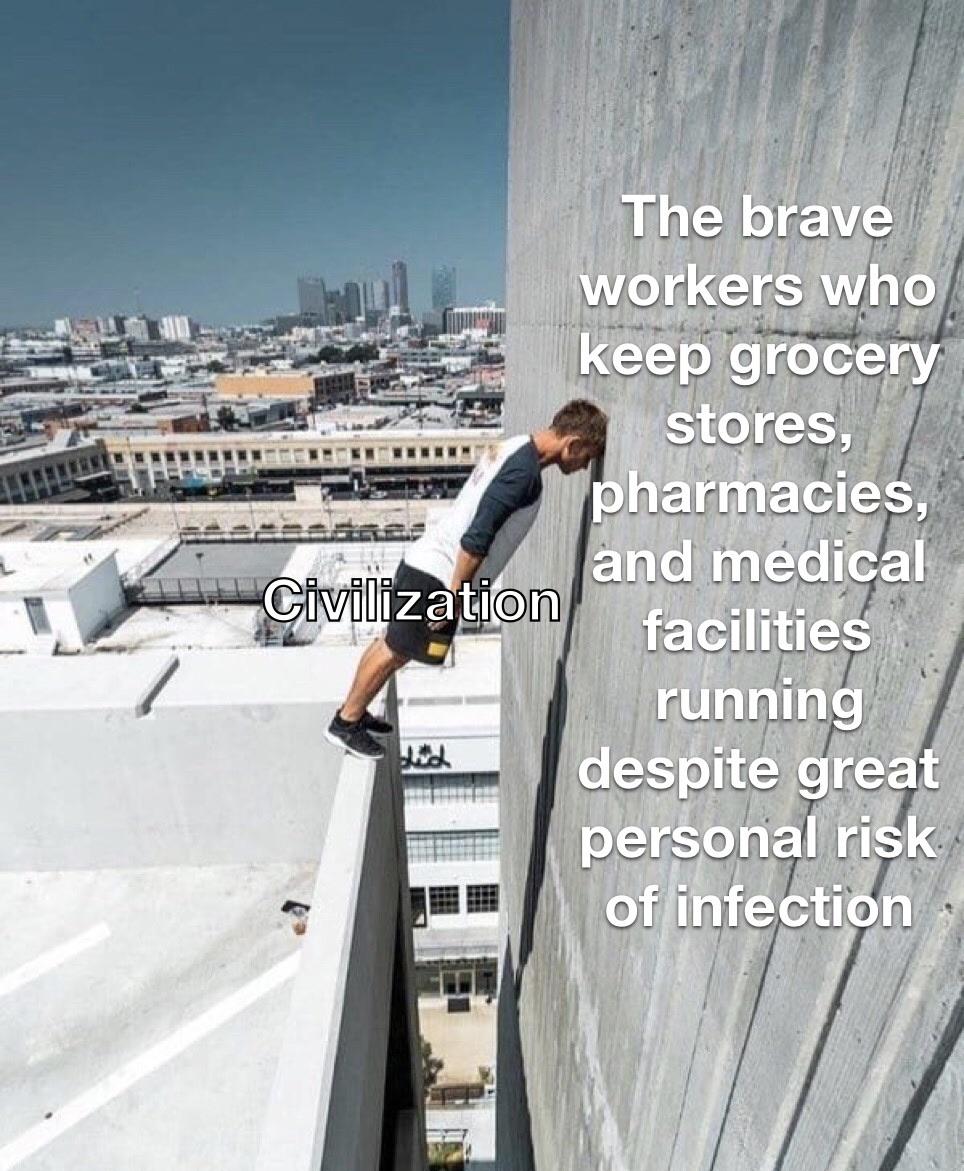 The brave
workers who
keep grocery
stores,
pharmacies,
and medical
facilities
running
despite great
personal risk
of infection
Civilization
did